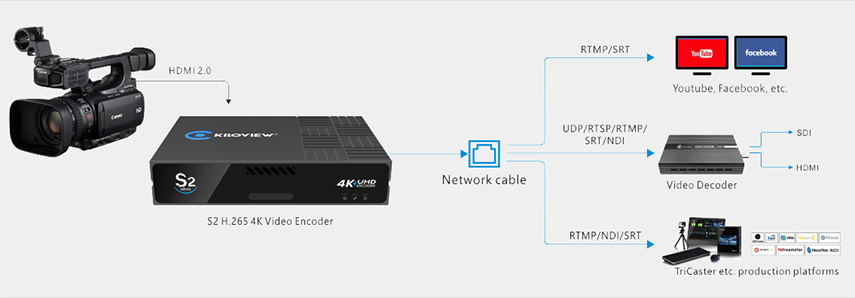 HDMI 2.0
Canon
KILOVIEW
S2
4K UHD
ENCODER
S2 H.265 4K Video Encoder
Network cable
RTMP/SRT
YouTube
facebook
Youtube, Facebook, etc.
UDP/RTSP/RTMP/
SRT/NDI
Video Decoder
SDI
HDMI
RTMP/NDI/SRT
TriCaster etc. production platforms